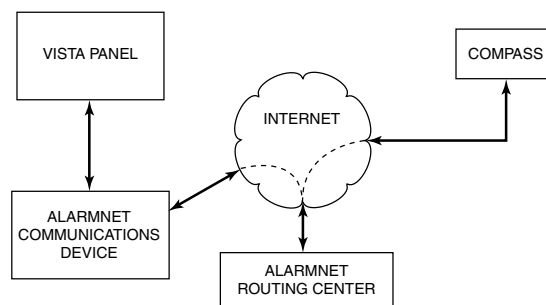 VISTA PANEL
COMPASS
INTERNET
ALARMNET
COMMUNICATIONS
DEVICE
ALARMNET
ROUTING CENTER